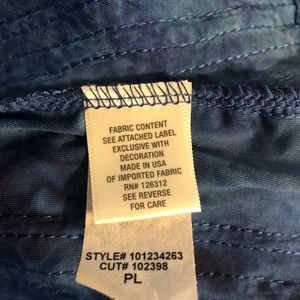 FABRIC CONTENT
SEE ATTACHED LABEL
EXCLUSIVE WITH
DECORATION
MADE IN USA
OF IMPORTED FABRIC
RN# 126312
SEE REVERSE
FOR CARE
STYLE# 101234263
CUT# 102398
PL